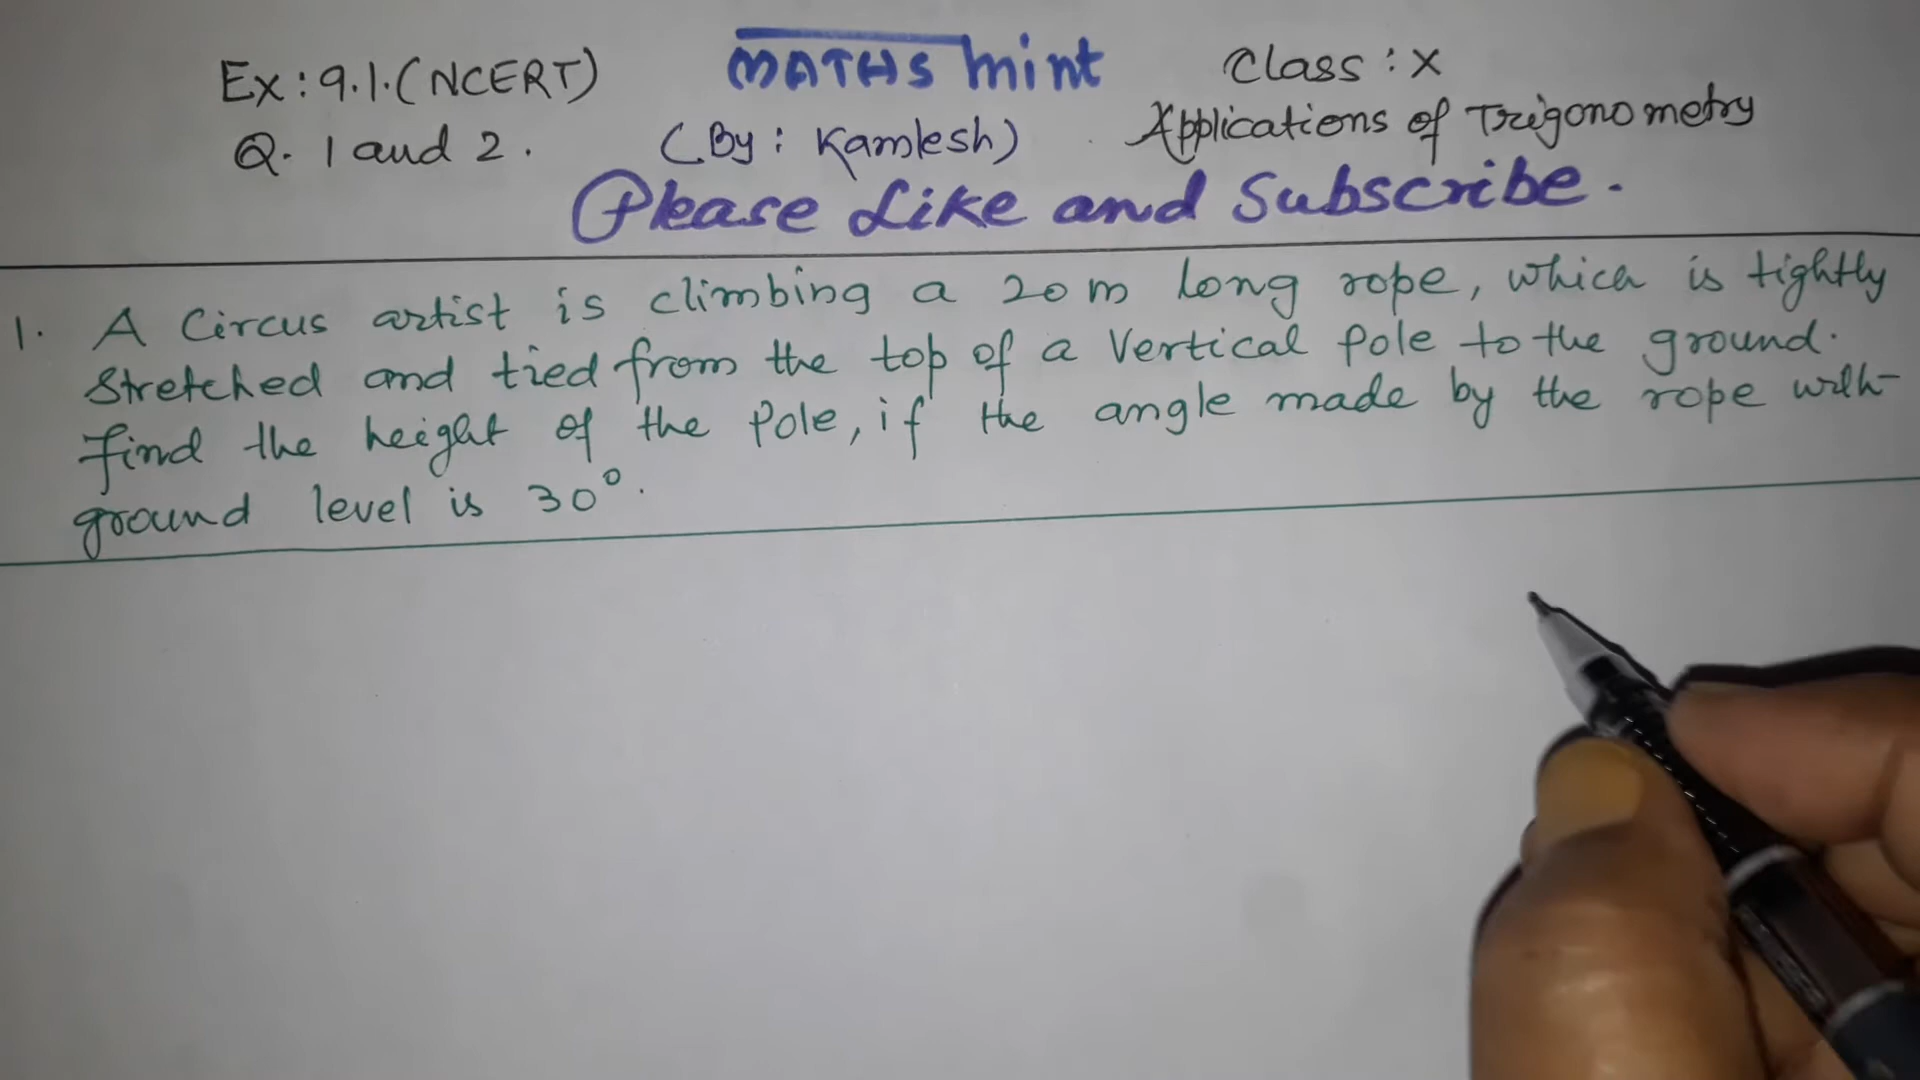 Ex: 9.1. (NCERT) MATHS mint Class: X
Q. 1 and 2. (By: Kamlesh) Applications of Trigonometry
Please Like and Subscribe.
1. A Circus artist is climbing a 20m long rope, which is tightly
Stretched and tied from the top of a Vertical Pole to the ground.
find the height of the Pole, if the angle made by the rope with
ground level is 30°.